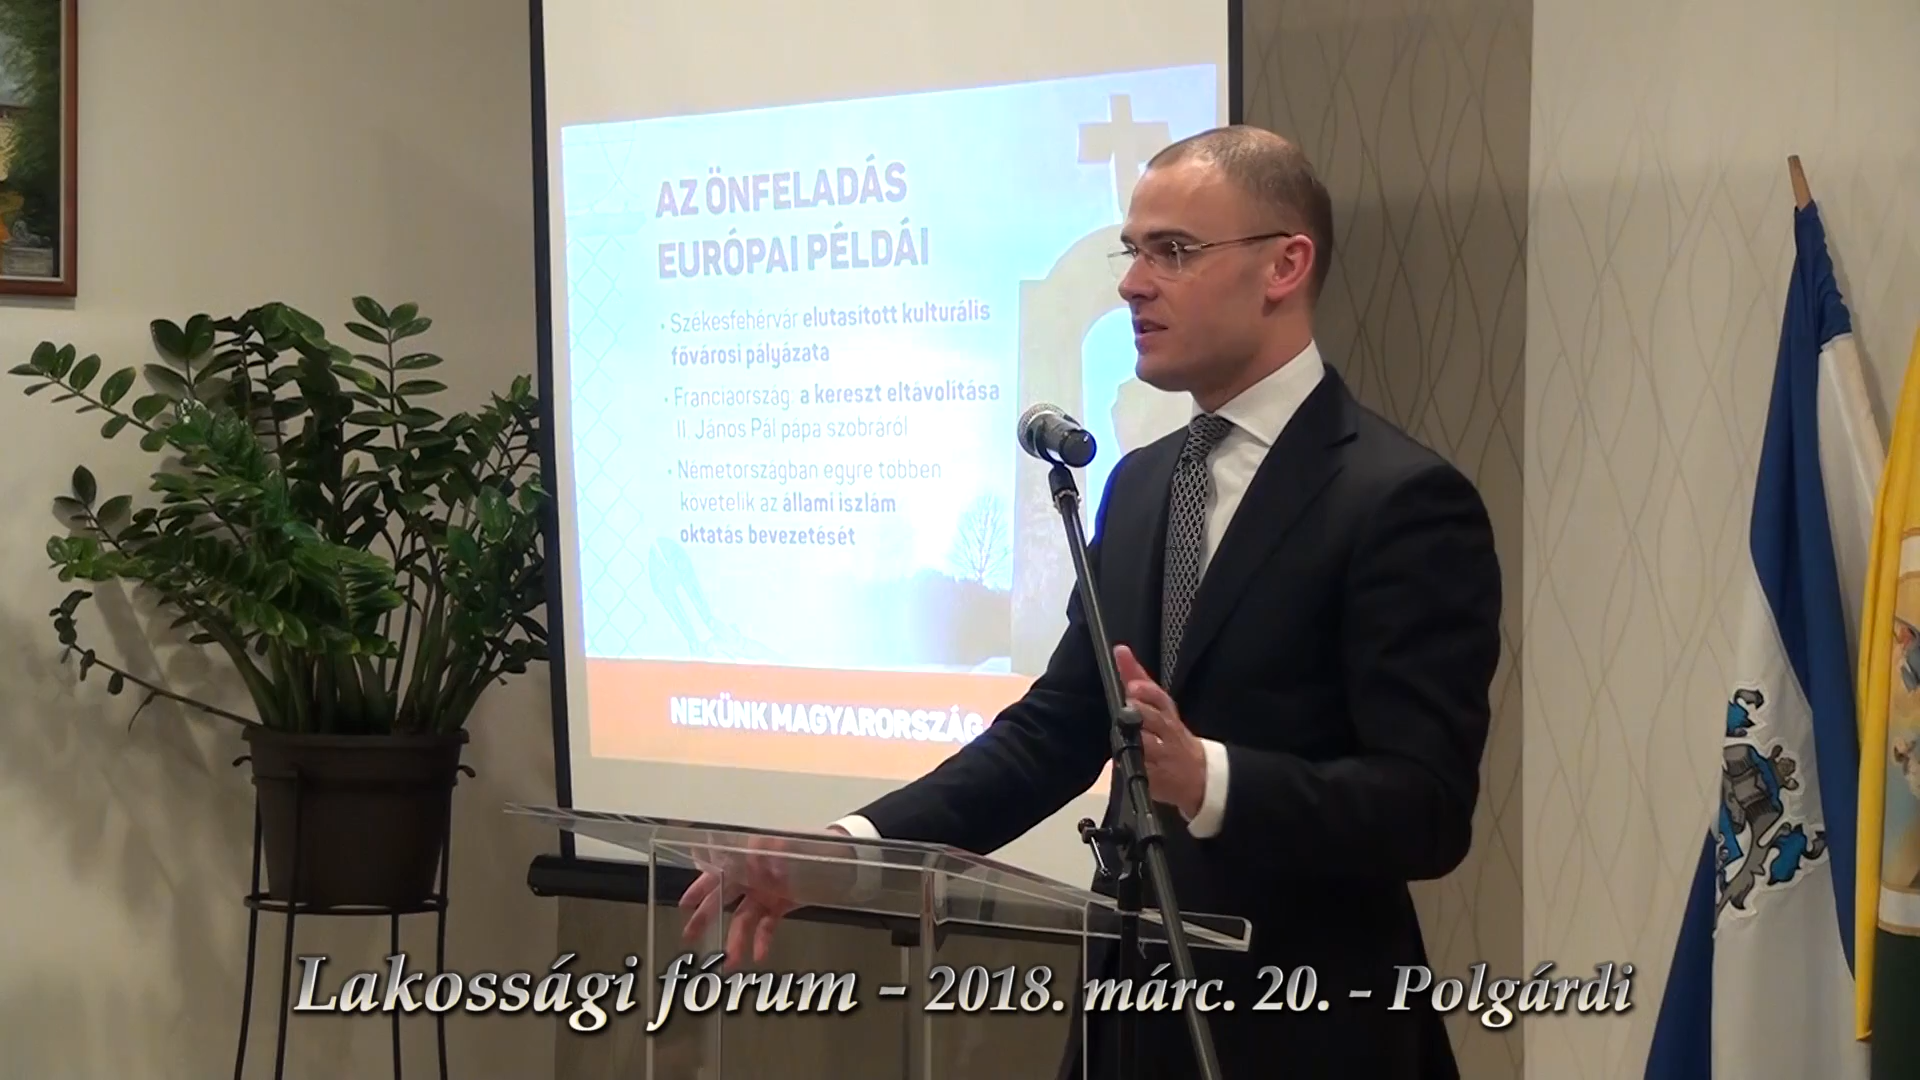 AZ ÖNFELADÁS
EURÓPAI PÉLDÁI
• Székesfehérvár elutasított kulturális
fővárosi pályázata
• Franciaország: a kereszt eltávolítása
II. János Pál pápa szobráról
• Németországban egyre többen
követelik az állami iszlám
oktatás bevezetését
NEKÜNK MAGYARORSZÁG
Lakossági fórum - 2018. márc. 20. - Polgárdi